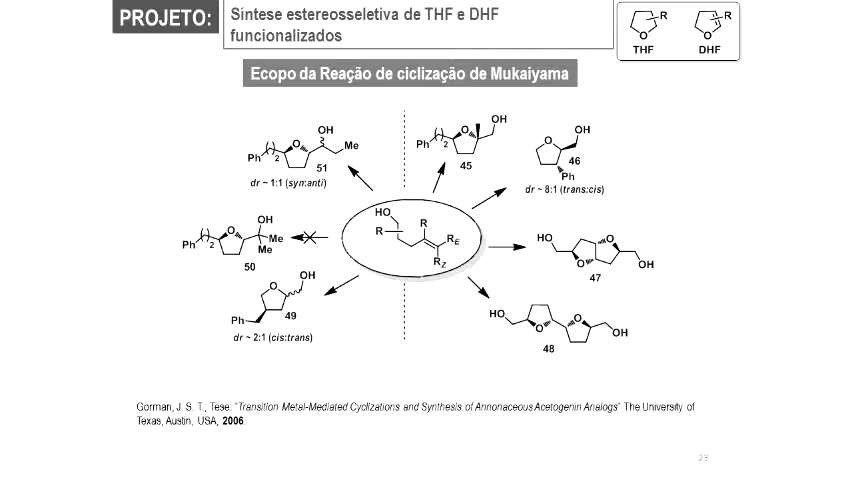 PROJETO:
Síntese estereosseletiva de THF e DHF
funcionalizados
R
O
THF
R
O
DHF
Ecopo da Reação de ciclização de Mukaiyama
OH
O
Ph
2
Me
51
dr ~ 1:1 (syn:anti)
O
OH
Ph
2
45
OH
O
46
Ph
dr ~ 8:1 (trans:cis)
HO
R
R
R_E
R_Z
OH
O
Ph
2
Me
Me
50
HO
O
O
OH
47
OH
O
Ph
49
dr ~ 2:1 (cis:trans)
HO
O
O
OH
48
Gorman, J. S. T., Tese: “Transition Metal-Mediated Cyclizations and Synthesis of Annonaceous Acetogenin Analogs” The University of
Texas, Austin, USA, 2006.
23